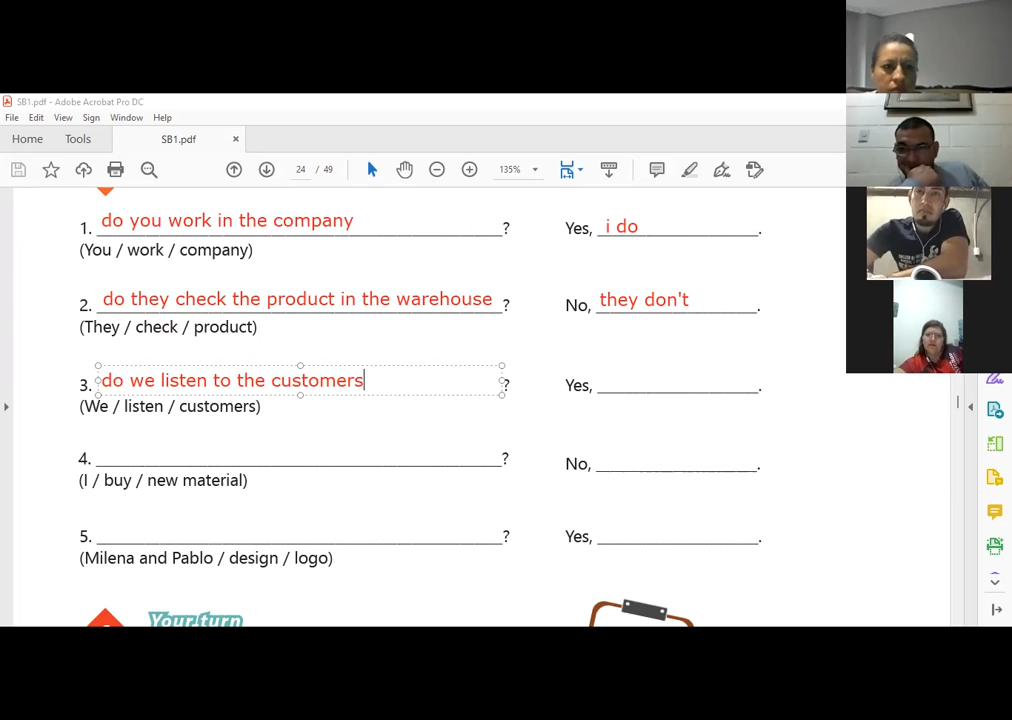 SB1.pdf - Adobe Acrobat Pro DC
File Edit View Sign Window Help
Home Tools SB1.pdf ×
24 / 49 135%
1. do you work in the company ? Yes, i do .
(You / work / company)
2. do they check the product in the warehouse ? No, they don't .
(They / check / product)
3. do we listen to the customers ? Yes, .
(We / listen / customers)
4. ? No, .
(I / buy / new material)
5. ? Yes, .
(Milena and Pablo / design / logo)
Your turn